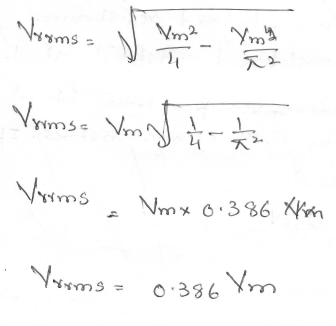 Vrrms = √ Vm²/4 - Vm²/π²
Vrrms = Vm √ 1/4 - 1/π²
Vrrms = Vm x 0.386
Vrrms = 0.386 Vm